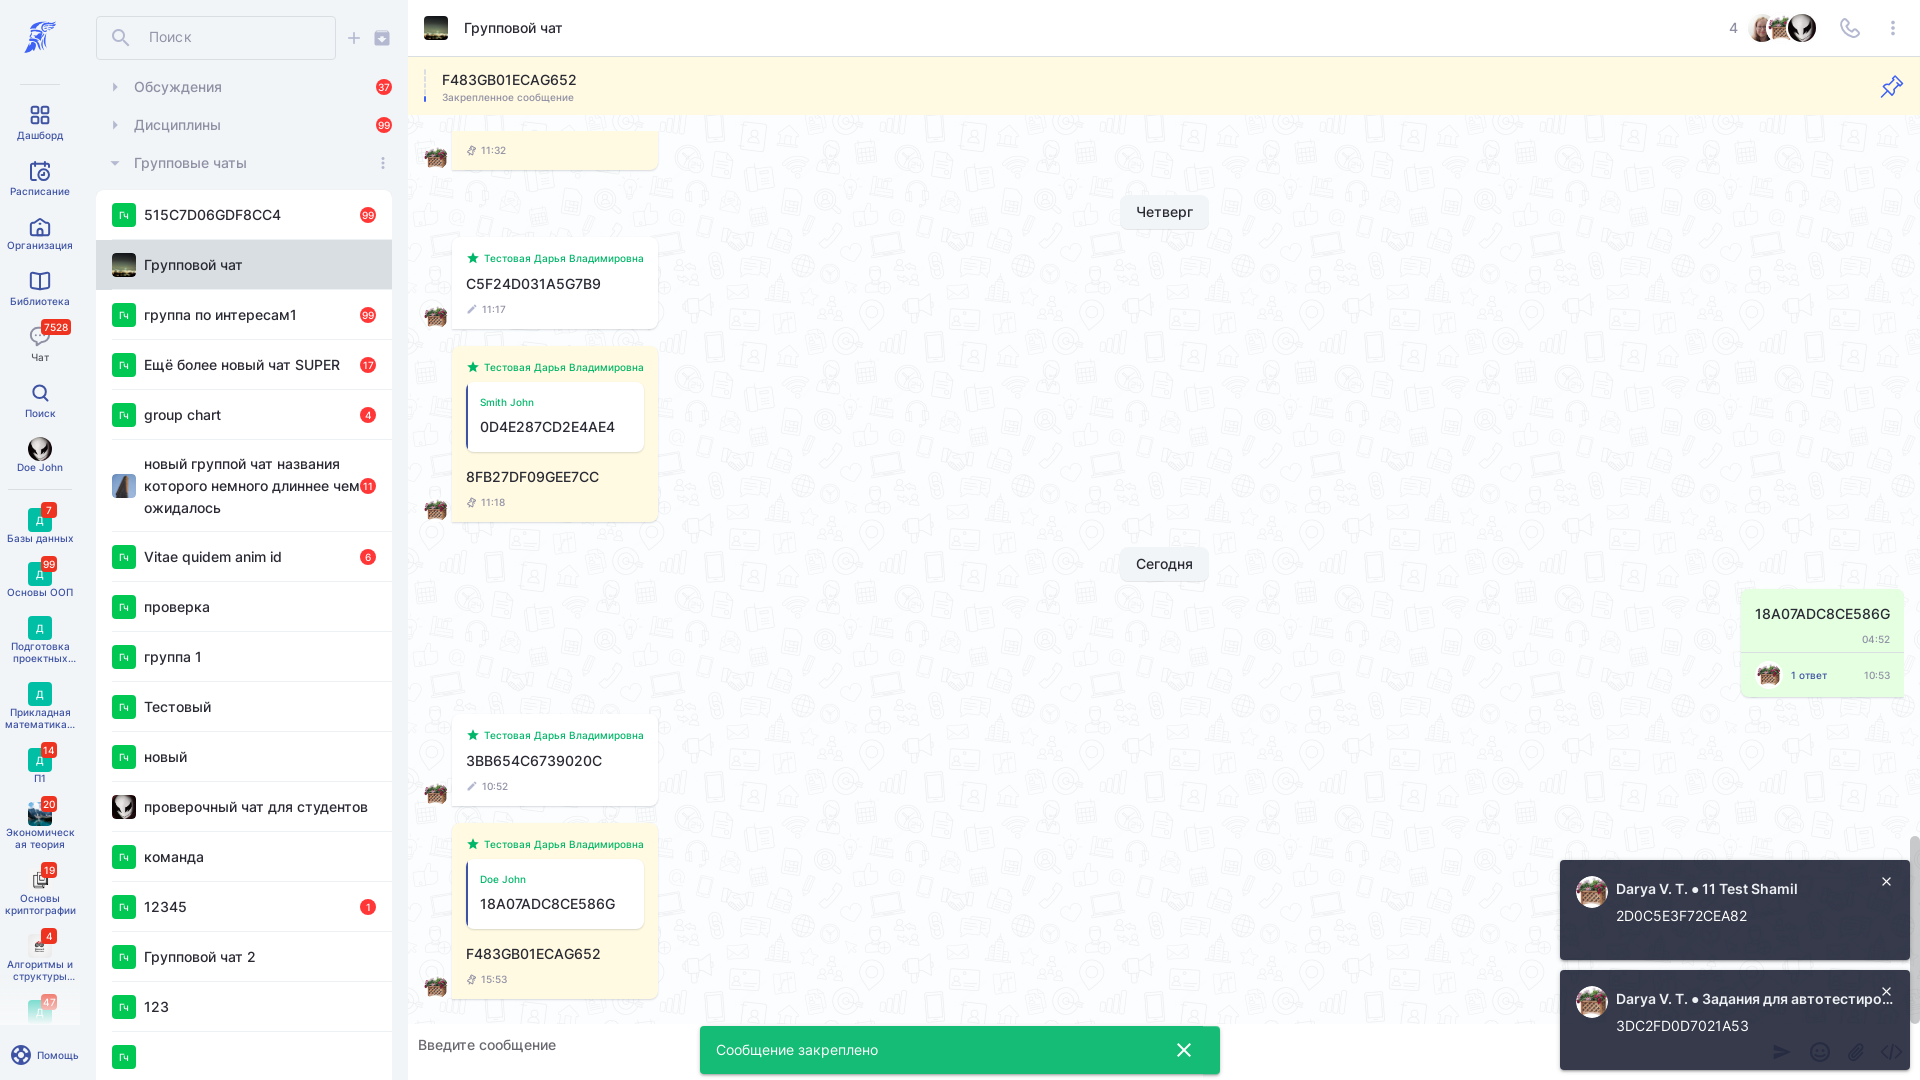 Дашборд
Расписание
Организация
Библиотека
7528
Чат
Поиск
Doe John
7
Д
Базы данных
99
Д
Основы ООП
Д
Подготовка
проектных...
Д
Прикладная
математика...
14
Д
П1
20
Экономическ
ая теория
19
Основы
криптографии
4
Алгоритмы и
структуры...
47
Д
Помощь
Поиск
Обсуждения
37
Дисциплины
99
Групповые чаты
Гч
515C7D06GDF8CC4
99
Групповой чат
Гч
группа по интересам1
99
Гч
Ещё более новый чат SUPER
17
Гч
group chart
4
новый группой чат названия
которого немного длиннее чем
ожидалось
11
Гч
Vitae quidem anim id
6
Гч
проверка
Гч
группа 1
Гч
Тестовый
Гч
новый
проверочный чат для студентов
Гч
команда
Гч
12345
1
Гч
Групповой чат 2
Гч
123
Гч
Групповой чат
4
F483GB01ECAG652
Закрепленное сообщение
11:32
Четверг
Тестовая Дарья Владимировна
C5F24D031A5G7B9
11:17
Тестовая Дарья Владимировна
Smith John
0D4E287CD2E4AE4
8FB27DF09GEE7CC
11:18
Сегодня
18A07ADC8CE586G
04:52
1 ответ
10:53
Тестовая Дарья Владимировна
3BB654C6739020C
10:52
Тестовая Дарья Владимировна
Doe John
18A07ADC8CE586G
F483GB01ECAG652
15:53
Введите сообщение
Сообщение закреплено
Darya V. T. ● 11 Test Shamil
2D0C5E3F72CEA82
Darya V. T. ● Задания для автотестиро...
3DC2FD0D7021A53